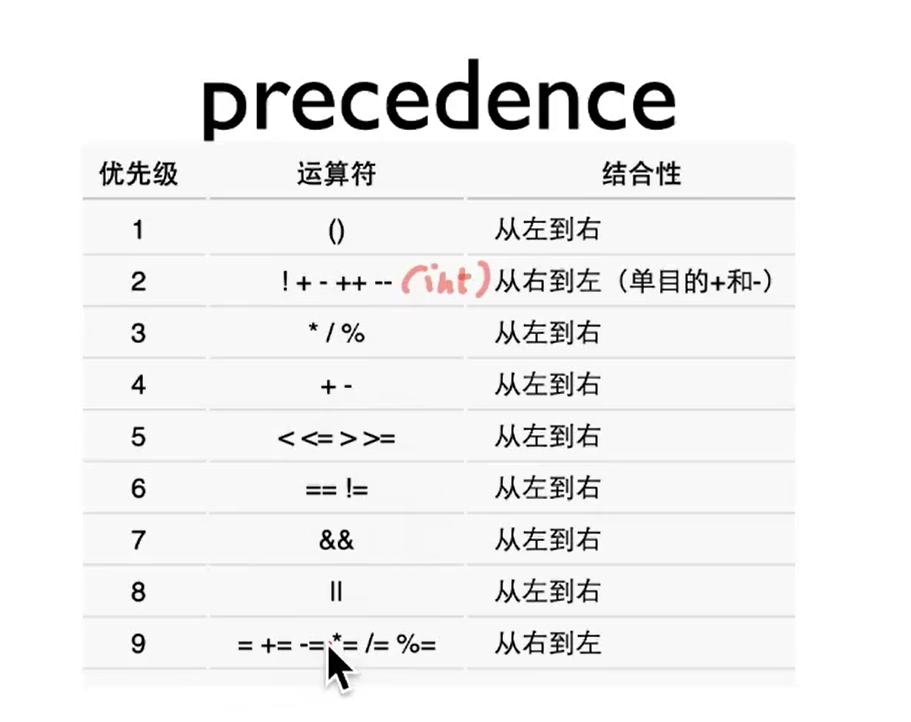 precedence
优先级 运算符 结合性
1 () 从左到右
2 ! + - ++ -- (int) 从右到左（单目的+和-）
3 * / % 从左到右
4 + - 从左到右
5 < <= > >= 从左到右
6 == != 从左到右
7 && 从左到右
8 || 从左到右
9 = += -= *= /= %= 从右到左